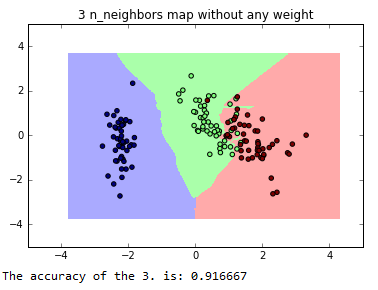 3 n_neighbors map without any weight
4
2
0
−2
−4
−4 −2 0 2 4
The accuracy of the 3. is: 0.916667